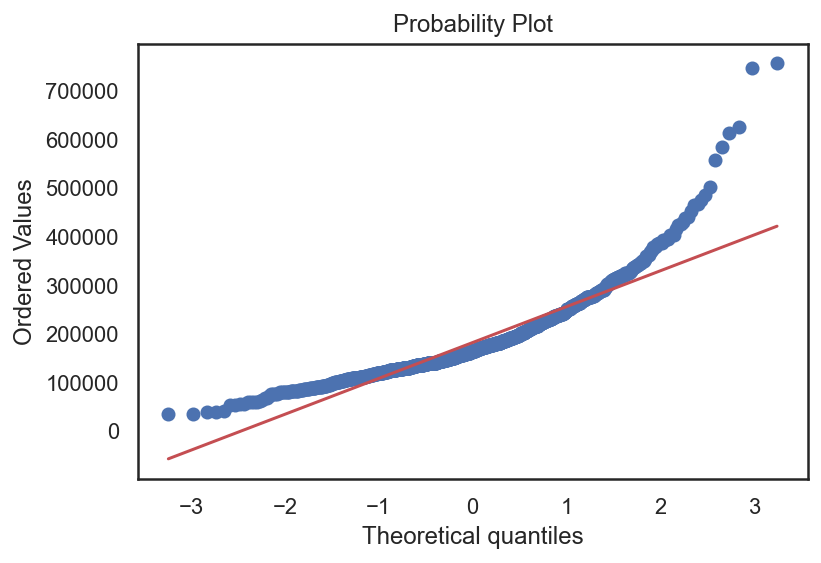 Probability Plot
Ordered Values
700000
600000
500000
400000
300000
200000
100000
0
−3 −2 −1 0 1 2 3
Theoretical quantiles